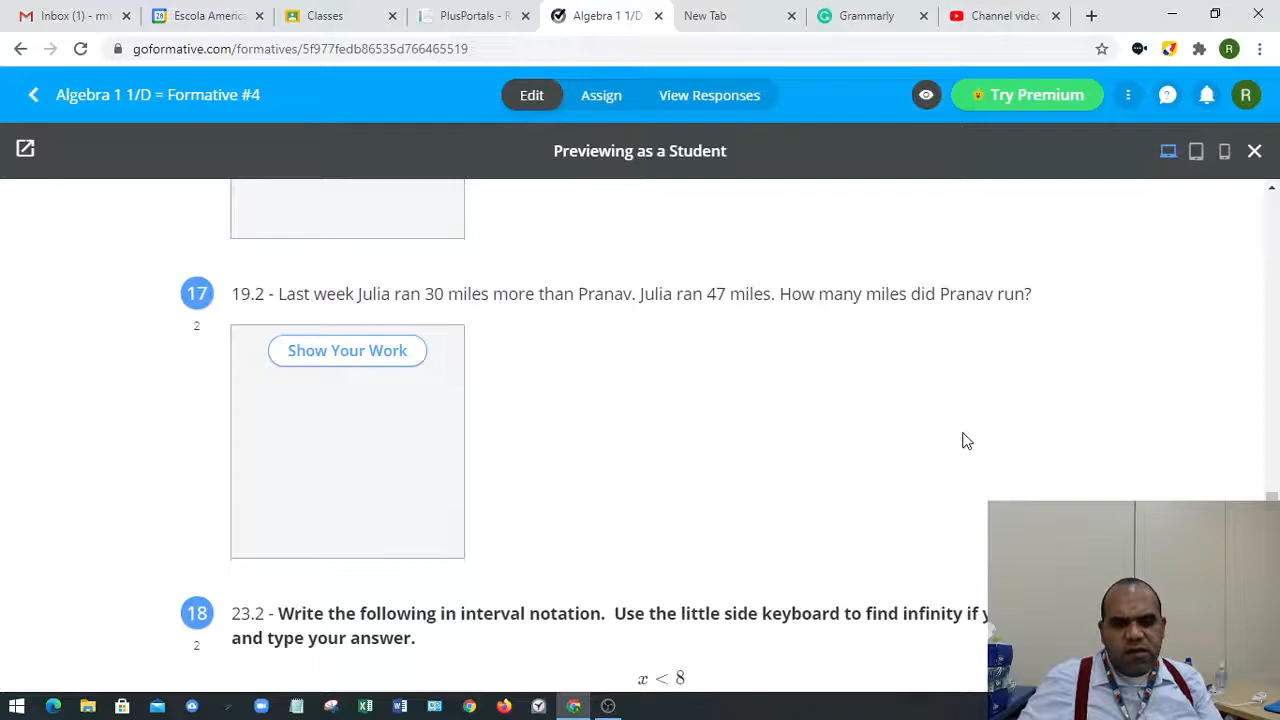 Inbox (1) - rmi
Escola America
Classes
PlusPortals - R
Algebra 1 1/D
New Tab
Grammarly
Channel video
goformative.com/formatives/5f977fedb86535d766465519
R
Algebra 1 1/D = Formative #4
Edit
Assign
View Responses
Try Premium
R
Previewing as a Student
17
19.2 - Last week Julia ran 30 miles more than Pranav. Julia ran 47 miles. How many miles did Pranav run?
2
Show Your Work
18
23.2 - Write the following in interval notation. Use the little side keyboard to find infinity if y
2
and type your answer.
x < 8